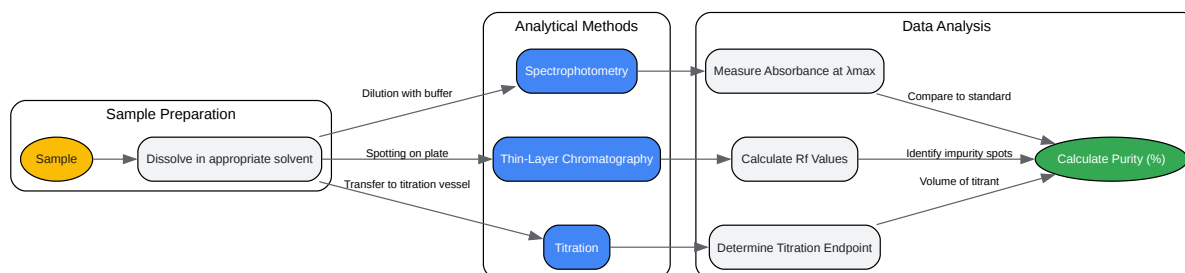 Analytical Methods
Data Analysis
Spectrophotometry
Measure Absorbance at λmax
Dilution with buffer
Compare to standard
Sample Preparation
Sample
Dissolve in appropriate solvent
Spotting on plate
Thin-Layer Chromatography
Calculate Rf Values
Identify impurity spots
Calculate Purity (%)
Transfer to titration vessel
Volume of titrant
Titration
Determine Titration Endpoint